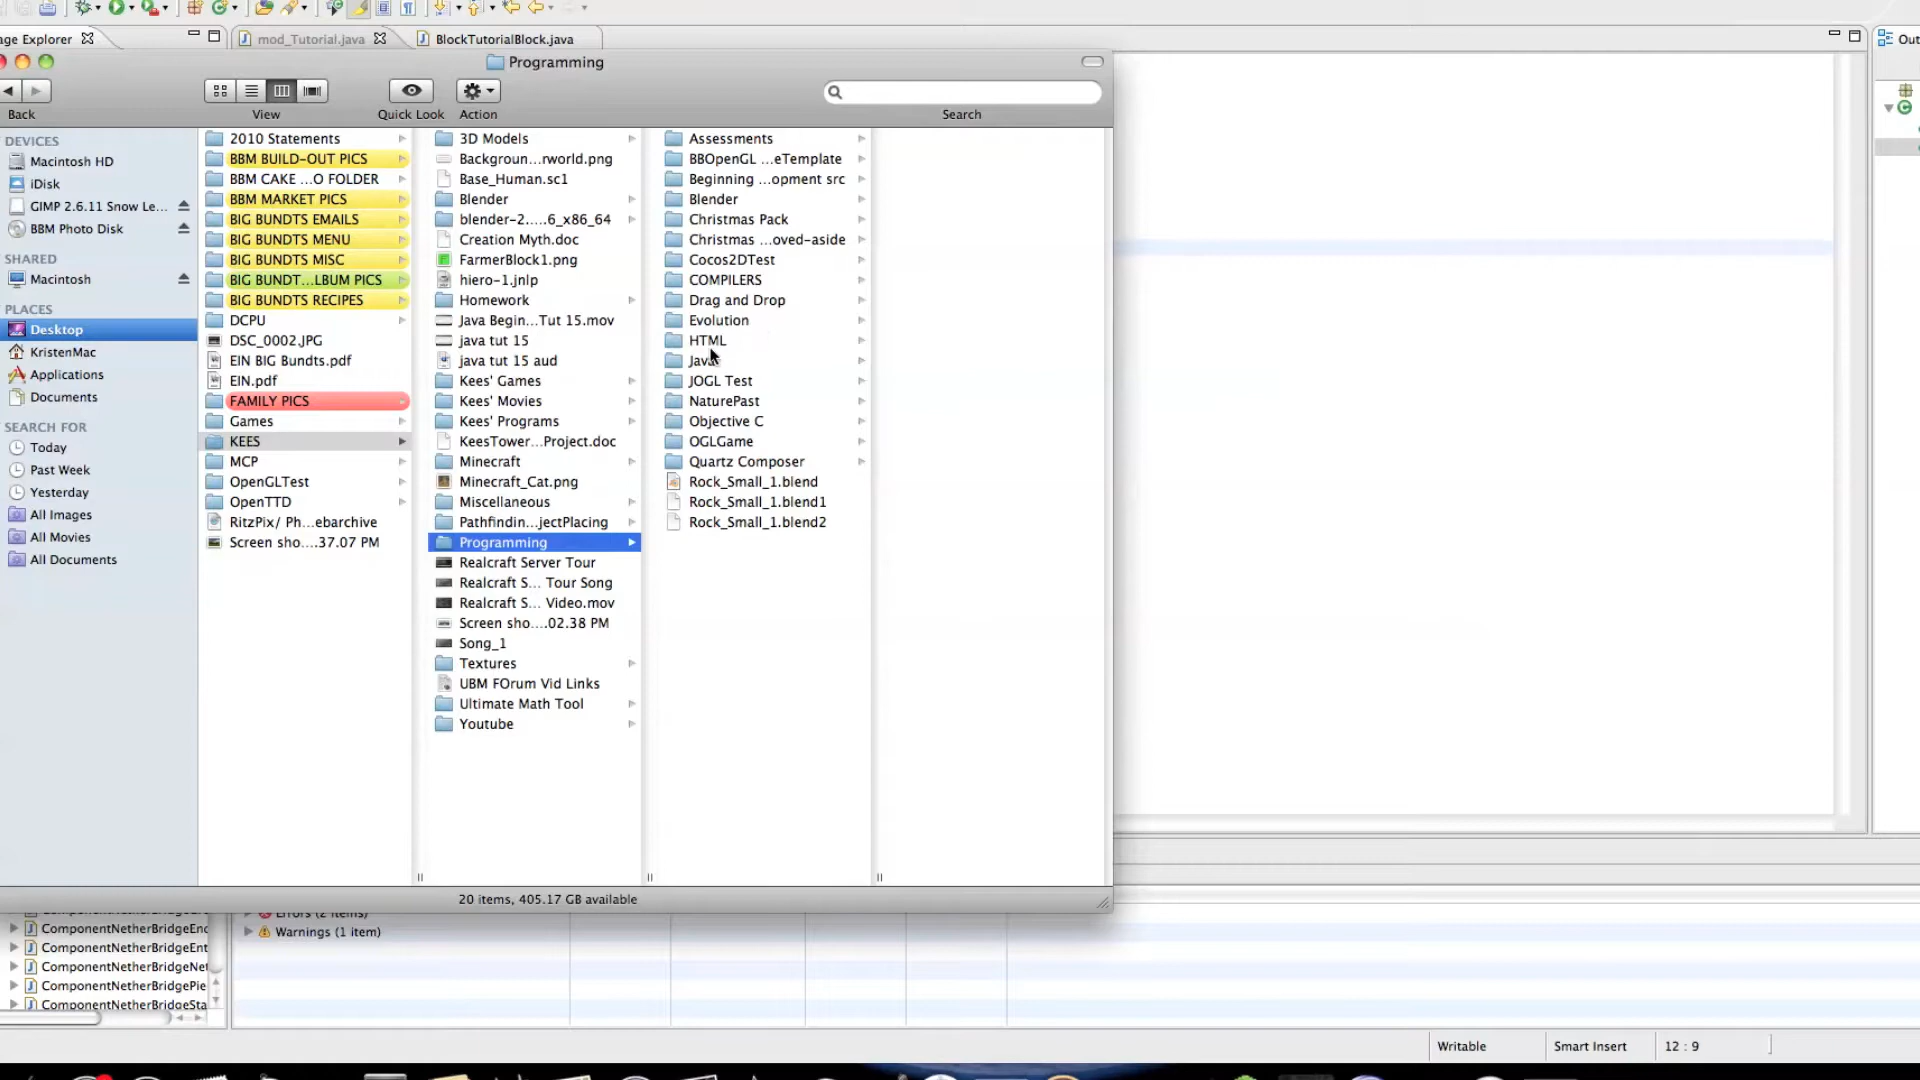 age Explorer
mod_Tutorial.java
BlockTutorialBlock.java
Out
Programming
Back
View
Quick Look
Action
Search
DEVICES
Macintosh HD
iDisk
GIMP 2.6.11 Snow Le...
BBM Photo Disk
SHARED
Macintosh
PLACES
Desktop
KristenMac
Applications
Documents
SEARCH FOR
Today
Past Week
Yesterday
All Images
All Movies
All Documents
2010 Statements
BBM BUILD-OUT PICS
BBM CAKE ...O FOLDER
BBM MARKET PICS
BIG BUNDTS EMAILS
BIG BUNDTS MENU
BIG BUNDTS MISC
BIG BUNDT...LBUM PICS
BIG BUNDTS RECIPES
DCPU
DSC_0002.JPG
EIN BIG Bundts.pdf
EIN.pdf
FAMILY PICS
Games
KEES
MCP
OpenGLTest
OpenTTD
RitzPix/ Ph...ebarchive
Screen sho....37.07 PM
3D Models
Backgroun...rworld.png
Base_Human.sc1
Blender
blender-2.....6_x86_64
Creation Myth.doc
FarmerBlock1.png
hiero-1.jnlp
Homework
Java Begin...Tut 15.mov
java tut 15
java tut 15 aud
Kees' Games
Kees' Movies
Kees' Programs
KeesTower...Project.doc
Minecraft
Minecraft_Cat.png
Miscellaneous
Pathfindin...jectPlacing
Programming
Realcraft Server Tour
Realcraft S... Tour Song
Realcraft S... Video.mov
Screen sho....02.38 PM
Song_1
Textures
UBM FOrum Vid Links
Ultimate Math Tool
Youtube
Assessments
BBOpenGL ...eTemplate
Beginning ...opment src
Blender
Christmas Pack
Christmas ...oved-aside
Cocos2DTest
COMPILERS
Drag and Drop
Evolution
HTML
Java
JOGL Test
NaturePast
Objective C
OGLGame
Quartz Composer
Rock_Small_1.blend
Rock_Small_1.blend1
Rock_Small_1.blend2
20 items, 405.17 GB available
Errors (2 items)
Warnings (1 item)
ComponentNetherBridgeEnd
ComponentNetherBridgeEnt
ComponentNetherBridgeNet
ComponentNetherBridgePie
ComponentNetherBridgeSta
Writable
Smart Insert
12 : 9